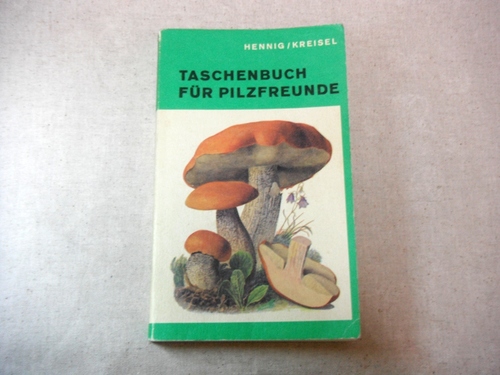 HENNIG/KREISEL
TASCHENBUCH
FÜR PILZFREUNDE